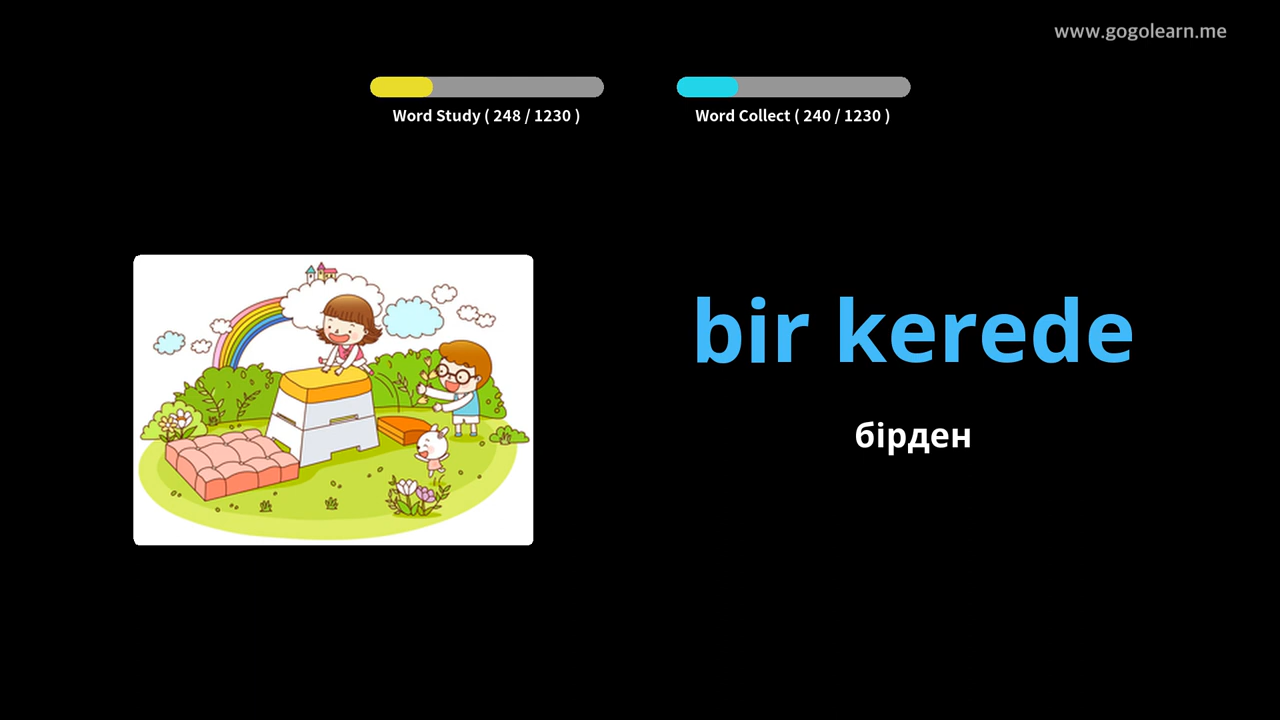 www.gogolearn.me
Word Study ( 248 / 1230 )
Word Collect ( 240 / 1230 )
bir kerede
бірден